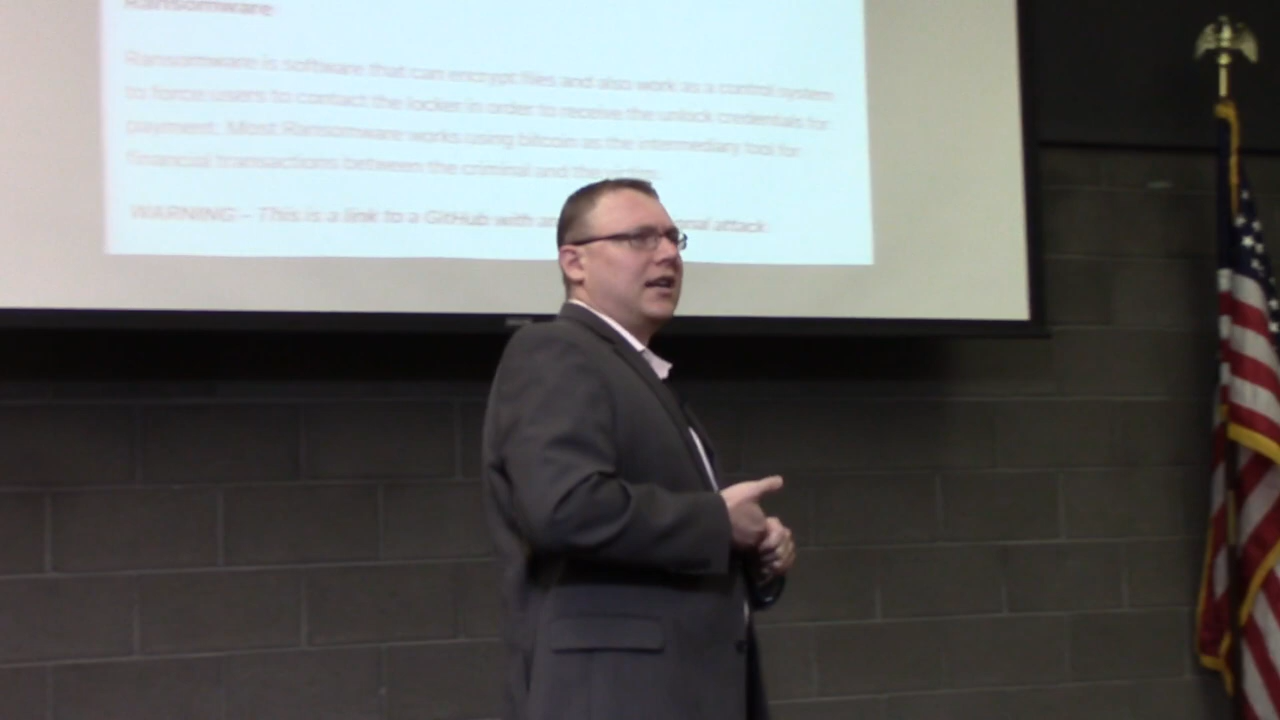 Ransomware
Ransomware is software that can encrypt files and also work as a control system
to force users to contact the locker in order to receive the unlock credentials for
payment. Most Ransomware works using bitcoin as the intermediary tool for
financial transactions between the criminal and the
WARNING – This is a link to a GitHub with attack